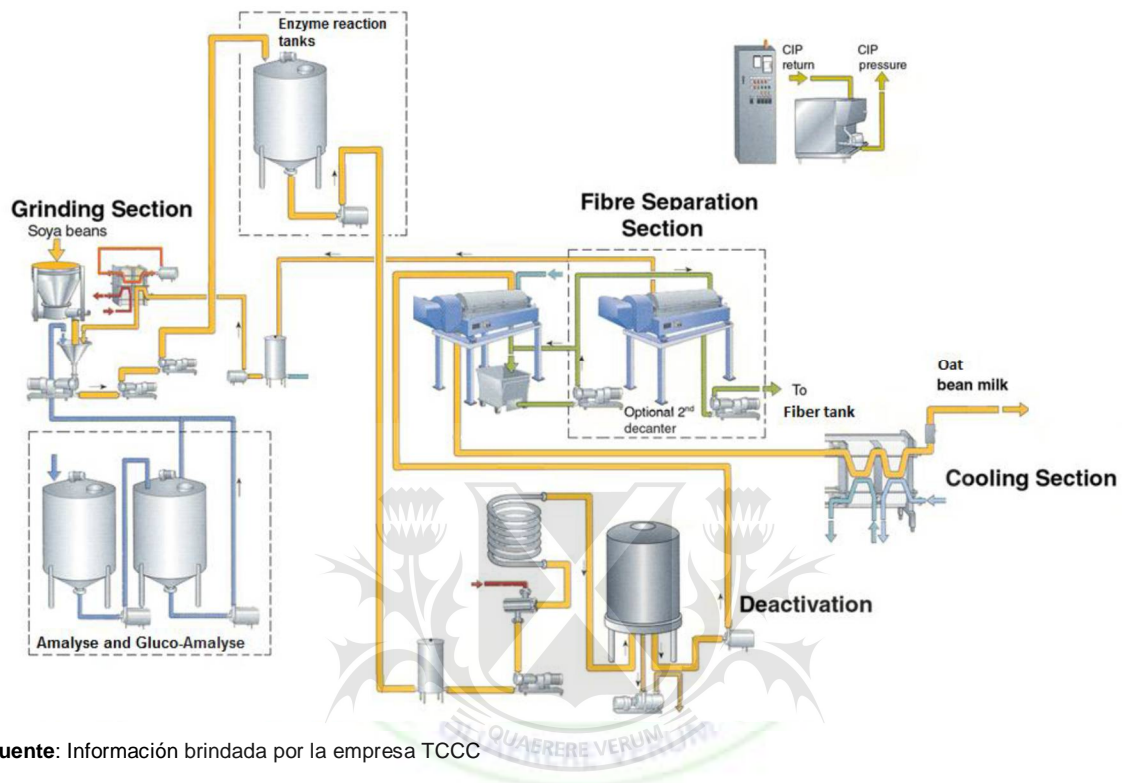 Enzyme reaction
tanks
CIP
return
CIP
pressure
Grinding Section
Soya beans
Fibre Separation
Section
Optional 2nd
decanter
To
Fiber tank
Oat
bean milk
Cooling Section
Amalyse and Gluco-Amalyse
Deactivation
QUAERERE VERUM
QUAERERE VERUM
uente: Información brindada por la empresa TCCC